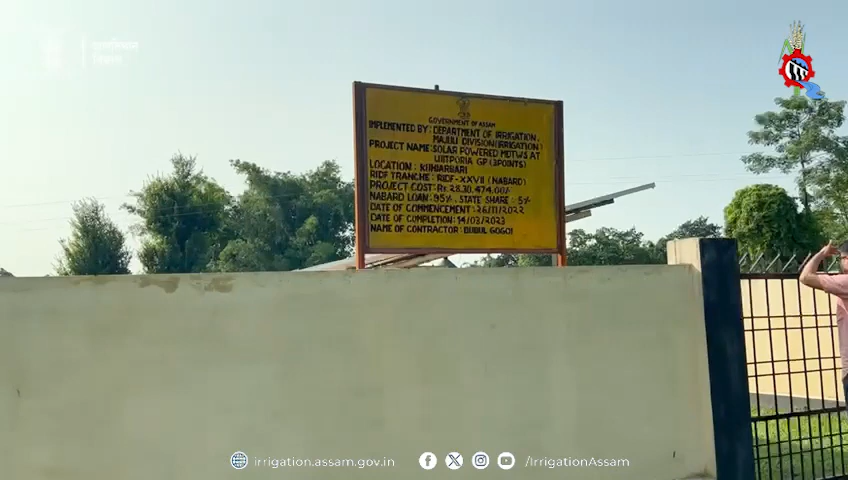 GOVERNMENT OF ASSAM
IMPLEMENTED BY: DEPARTMENT OF IRRIGATION,
MAJULI DIVISION(IRRIGATION)
PROJECT NAME: SOLAR POWERED MDTWS AT
GP (3POINTS)
LOCATION :
RIDF TRANCHE : RIDF-XXVII (NABARD)
PROJECT COST: Rs 28,30,474.00/-
NABARD LOAN: 95%, STATE SHARE : 5%
DATE OF COMMENCEMENT : 26/11/2022
DATE OF COMPLETION: 14/03/2023
NAME OF CONTRACTOR : BUBUL GOGOI
irrigation.assam.gov.in
/IrrigationAssam